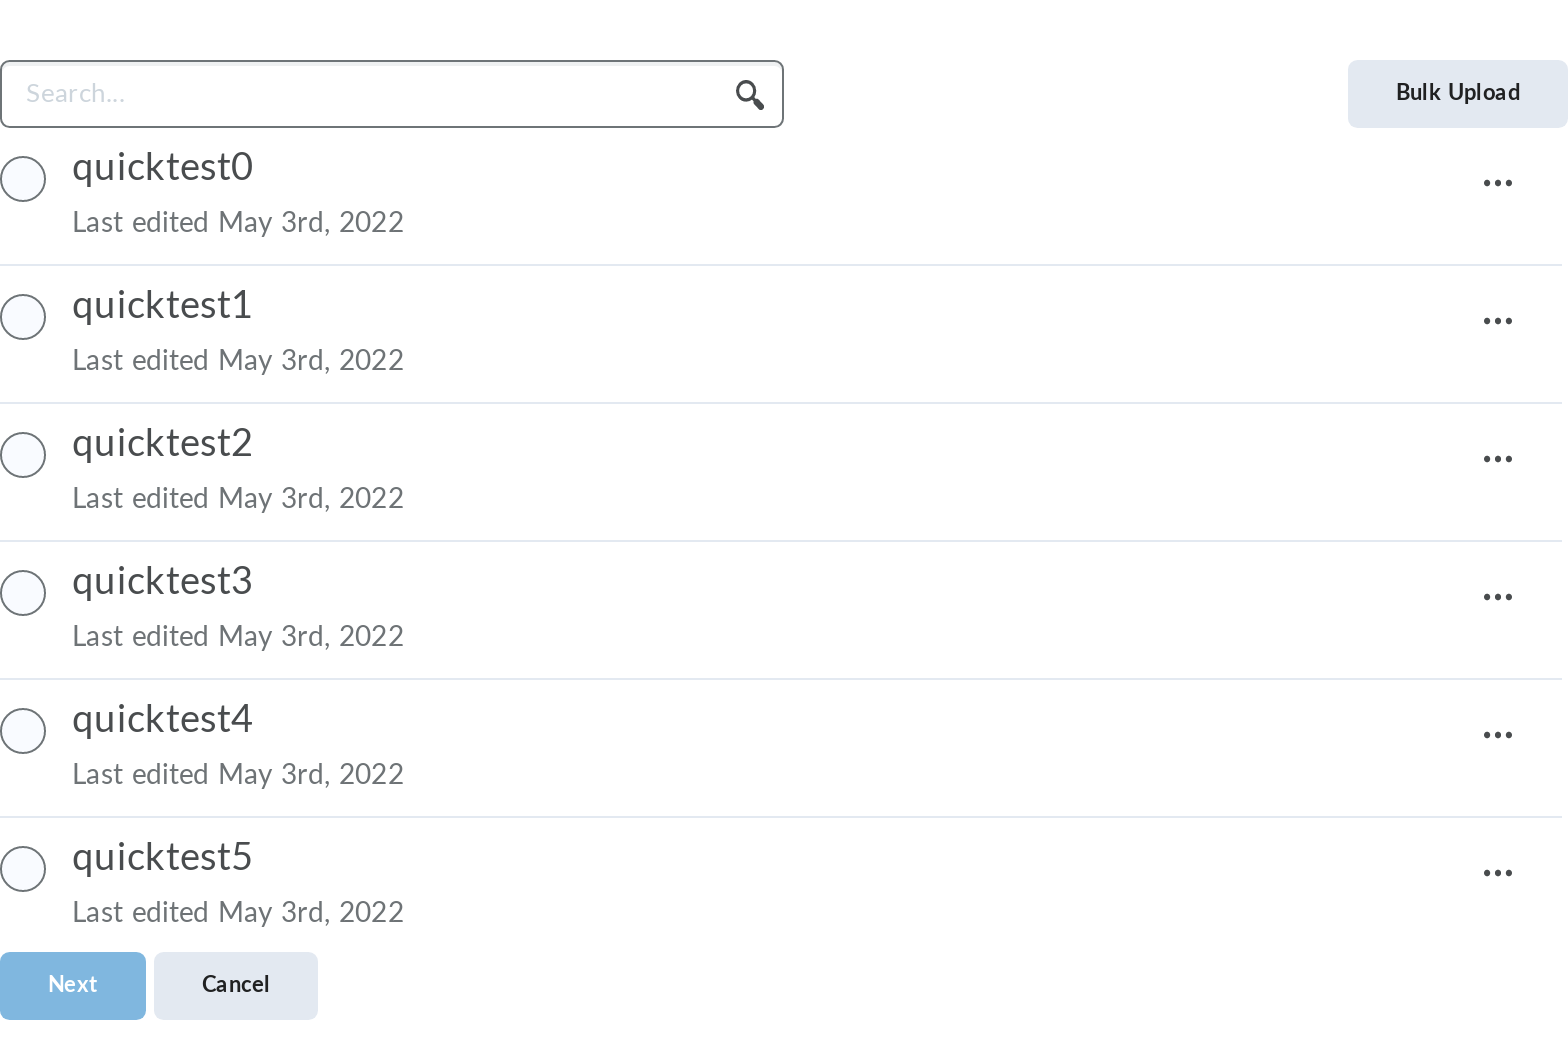 Search...
Bulk Upload
quicktest0
Last edited May 3rd, 2022
quicktest1
Last edited May 3rd, 2022
quicktest2
Last edited May 3rd, 2022
quicktest3
Last edited May 3rd, 2022
quicktest4
Last edited May 3rd, 2022
quicktest5
Last edited May 3rd, 2022
Next
Cancel